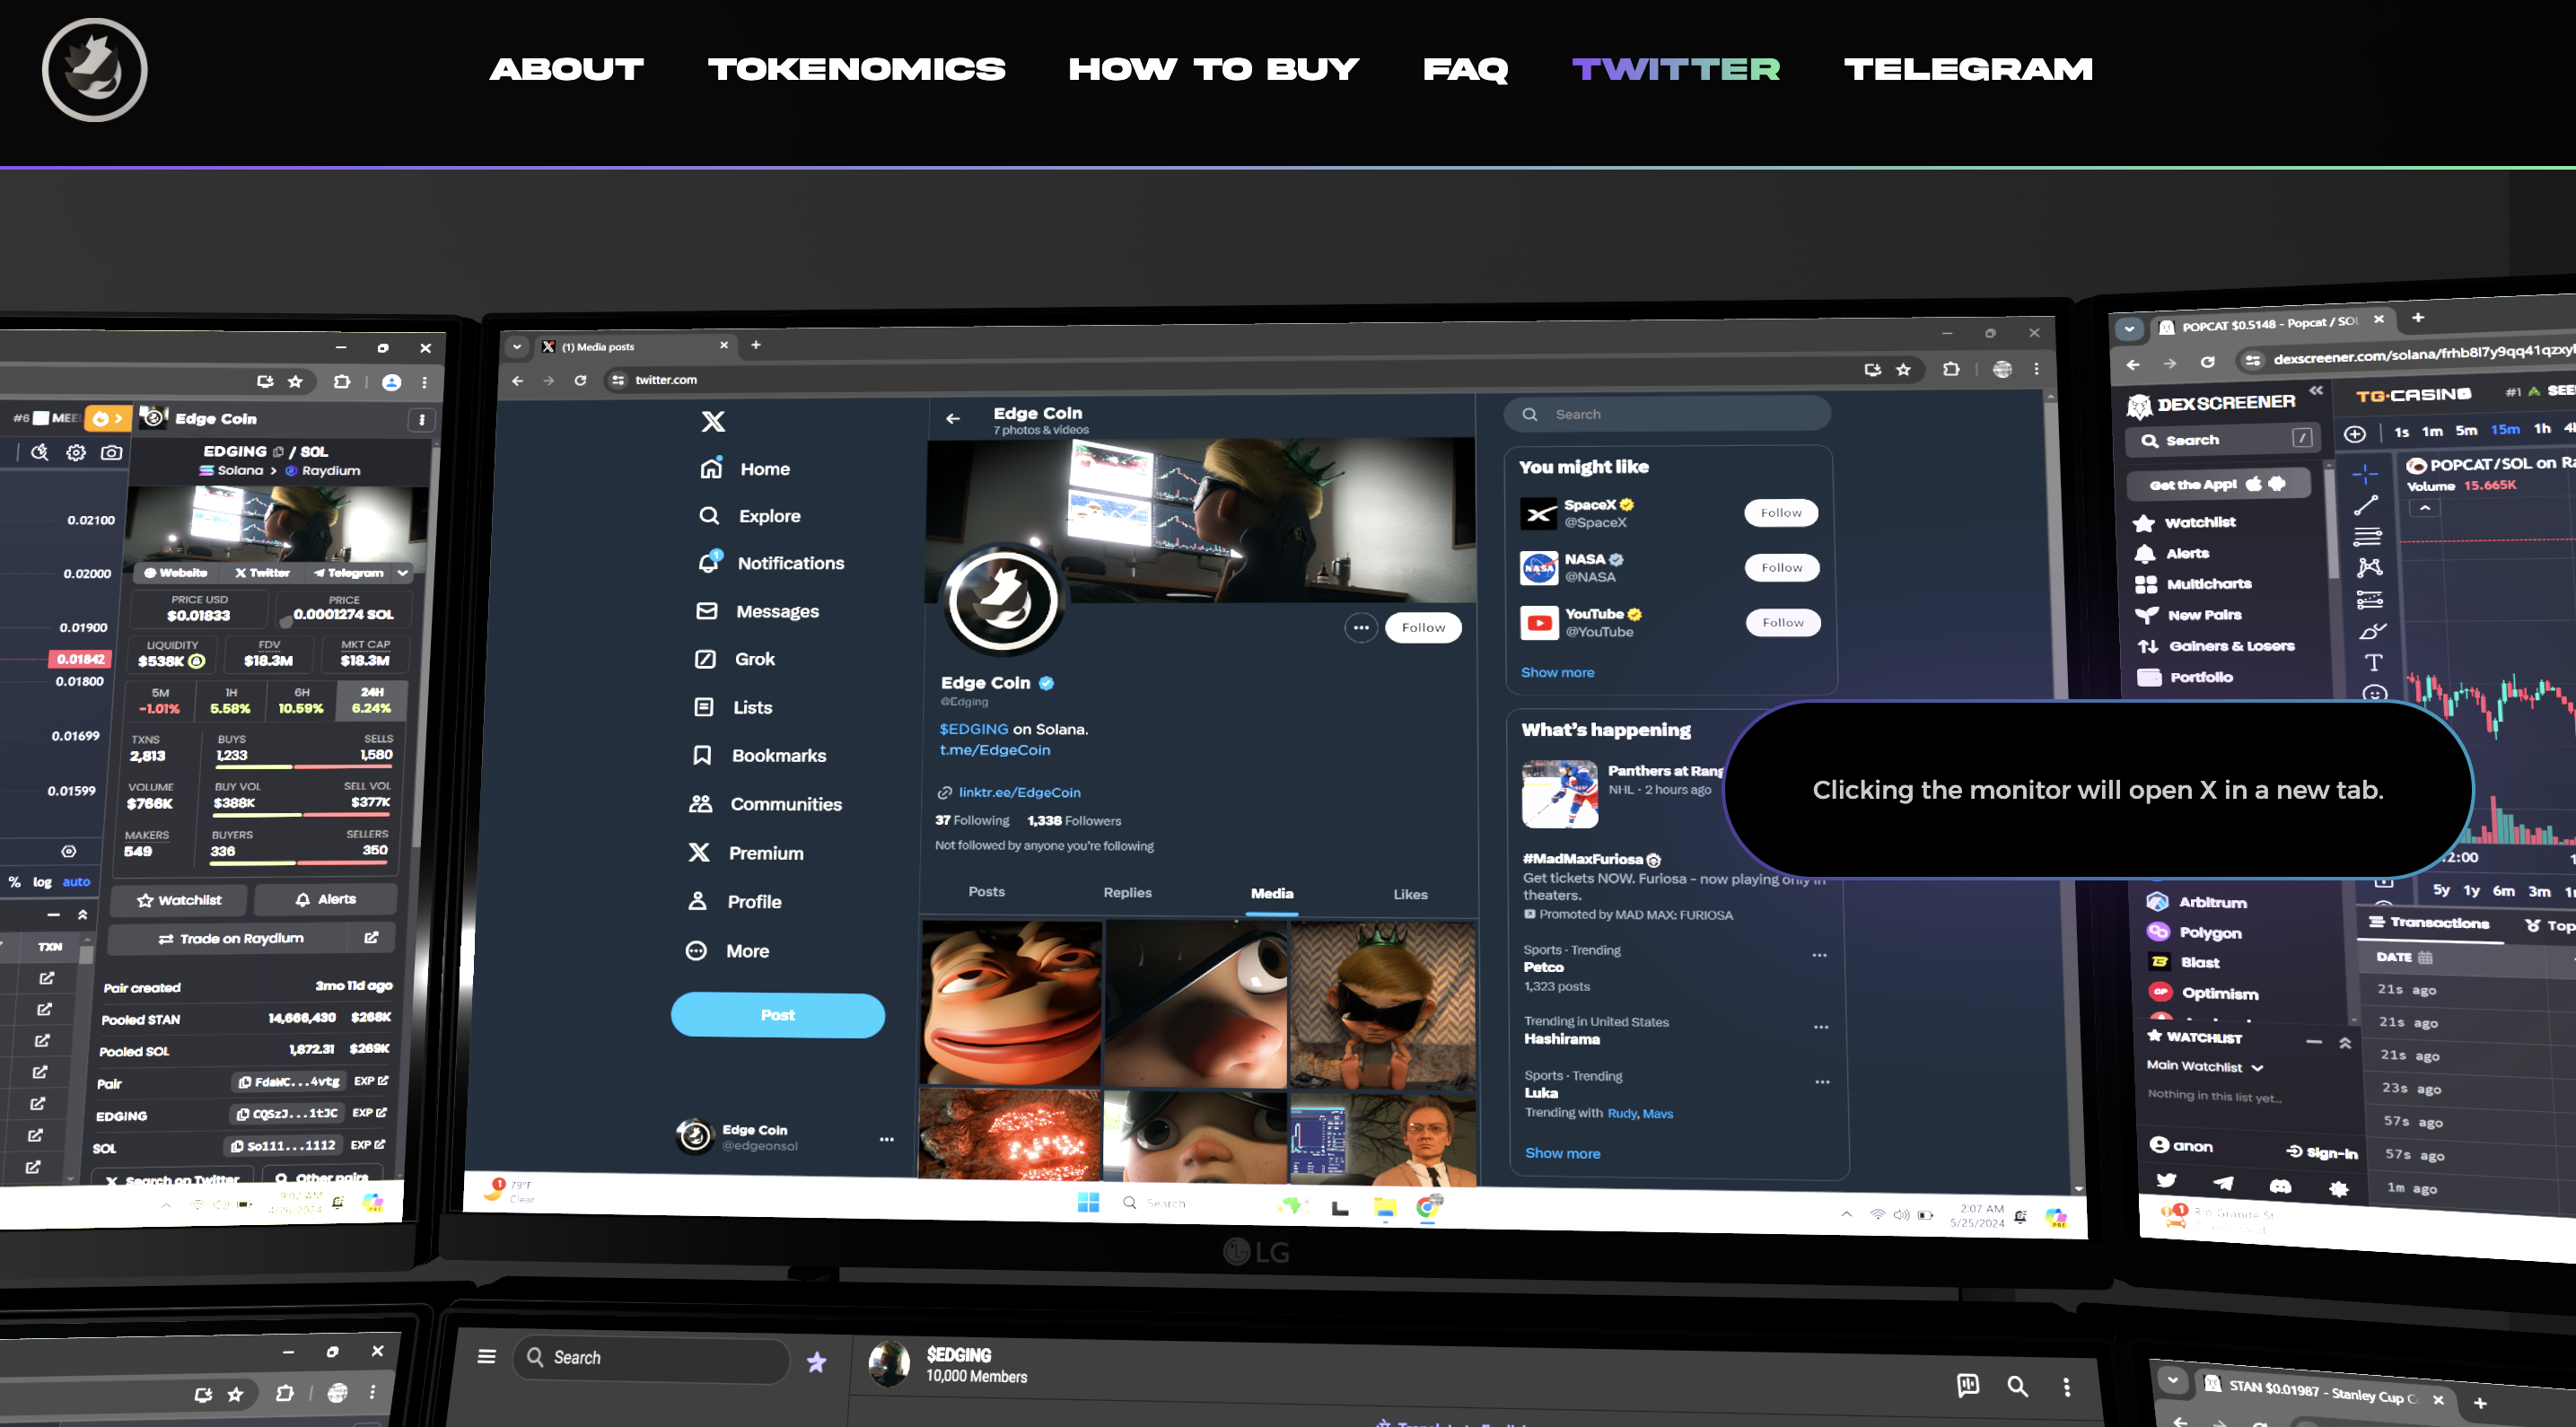 ABOUT
TOKENOMICS
HOW TO BUY
FAQ
TWITTER
TELEGRAM
#6 MEE
Edge Coin
EDGING / SOL
Solana > Raydium
Website
Twitter
Telegram
PRICE USD
$0.01833
PRICE
0.0001274 SOL
LIQUIDITY
$538K
FDV
$18.3M
MKT CAP
$18.3M
5M
-1.01%
1H
5.58%
6H
10.59%
24H
6.24%
TXNS
2,813
BUYS
1,233
SELLS
1,580
VOLUME
$766K
BUY VOL
$388K
SELL VOL
$377K
MAKERS
549
BUYERS
336
SELLERS
350
Watchlist
Alerts
Trade on Raydium
Pair created 3mo 11d ago
Pooled STAN 14,666,430 $268K
Pooled SOL 1,872.31 $269K
Pair FdaWC...4vtg EXP
EDGING CQSzJ...1tJC EXP
SOL So111...1112 EXP
Search on Twitter
Other pairs
0.02100
0.02000
0.01900
0.01842
0.01800
0.01699
0.01599
% log auto
TXN
9:07 AM
4/26/2024
(1) Media posts
twitter.com
Home
Explore
Notifications
Messages
Grok
Lists
Bookmarks
Communities
Premium
Profile
More
Post
Edge Coin
@edgeonsol
Edge Coin
7 photos & videos
Follow
Edge Coin
@Edging
$EDGING on Solana.
t.me/EdgeCoin
linktr.ee/EdgeCoin
37 Following 1,338 Followers
Not followed by anyone you're following
Posts
Replies
Media
Likes
Search
You might like
SpaceX
@SpaceX
Follow
NASA
@NASA
Follow
YouTube
@YouTube
Follow
Show more
What's happening
Panthers at Rang
NHL · 2 hours ago
#MadMaxFuriosa
Get tickets NOW. Furiosa - now playing only in
theaters.
Promoted by MAD MAX: FURIOSA
Sports · Trending
Petco
1,323 posts
Trending in United States
Hashirama
Sports · Trending
Luka
Trending with Rudy, Mavs
Show more
Clicking the monitor will open X in a new tab.
79°F
Clear
Search
2:07 AM
5/25/2024
LG
POPCAT $0.5148 - Popcat / SOL
dexscreener.com/solana/frhb8l7y9qq41qzxy
DEXSCREENER
Search /
Get the App!
Watchlist
Alerts
Multicharts
New Pairs
Gainers & Losers
Portfolio
Arbitrum
Polygon
Blast
Optimism
WATCHLIST
Main Watchlist
Nothing in this list yet...
anon
Sign-in
TG.CASINO
#1 SEE
1s 1m 5m 15m 1h
POPCAT/SOL on Ra
Volume 15.665K
12:00
5y 1y 6m 3m
Transactions
Top
DATE
21s ago
21s ago
21s ago
23s ago
57s ago
57s ago
1m ago
Rio Grande St
Search
$EDGING
10,000 Members
STAN $0.01987 - Stanley Cup C